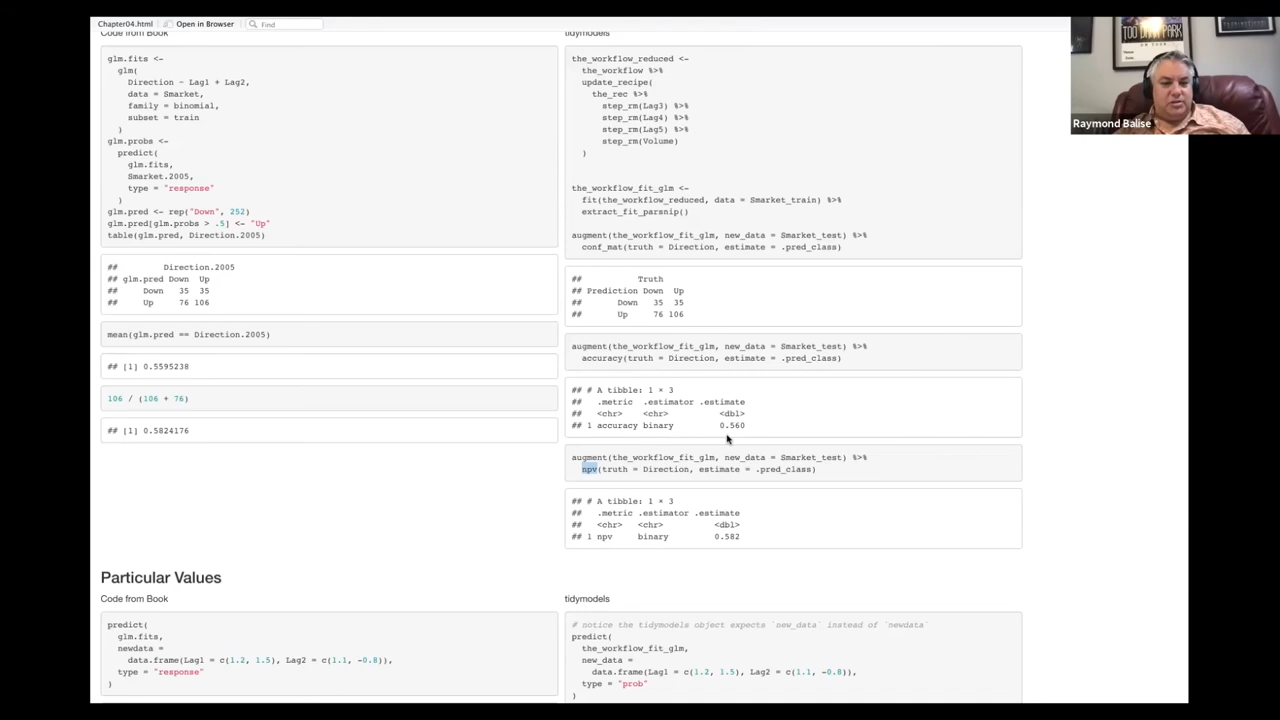 Chapter04.html
Open in Browser
Find
Code from Book
glm.fits <-
glm(
Direction ~ Lag1 + Lag2,
data = Smarket,
family = binomial,
subset = train
)
glm.probs <-
predict(
glm.fits,
Smarket.2005,
type = "response"
)
glm.pred <- rep("Down", 252)
glm.pred[glm.probs > .5] <- "Up"
table(glm.pred, Direction.2005)
## Direction.2005
## glm.pred Down Up
## Down 35 35
## Up 76 106
mean(glm.pred == Direction.2005)
## [1] 0.5595238
106 / (106 + 76)
## [1] 0.5824176
tidymodels
the_workflow_reduced <-
the_workflow %>%
update_recipe(
the_rec %>%
step_rm(Lag3) %>%
step_rm(Lag4) %>%
step_rm(Lag5) %>%
step_rm(Volume)
)
the_workflow_fit_glm <-
fit(the_workflow_reduced, data = Smarket_train) %>%
extract_fit_parsnip()
augment(the_workflow_fit_glm, new_data = Smarket_test) %>%
conf_mat(truth = Direction, estimate = .pred_class)
## Truth
## Prediction Down Up
## Down 35 35
## Up 76 106
augment(the_workflow_fit_glm, new_data = Smarket_test) %>%
accuracy(truth = Direction, estimate = .pred_class)
## # A tibble: 1 × 3
## .metric .estimator .estimate
## <chr> <chr> <dbl>
## 1 accuracy binary 0.560
augment(the_workflow_fit_glm, new_data = Smarket_test) %>%
npv(truth = Direction, estimate = .pred_class)
## # A tibble: 1 × 3
## .metric .estimator .estimate
## <chr> <chr> <dbl>
## 1 npv binary 0.582
Particular Values
Code from Book
predict(
glm.fits,
newdata =
data.frame(Lag1 = c(1.2, 1.5), Lag2 = c(1.1, -0.8)),
type = "response"
)
tidymodels
# notice the tidymodels object expects `new_data` instead of `newdata`
predict(
the_workflow_fit_glm,
new_data =
data.frame(Lag1 = c(1.2, 1.5), Lag2 = c(1.1, -0.8)),
type = "prob"
)
TOO DARK PARK
Raymond Balise